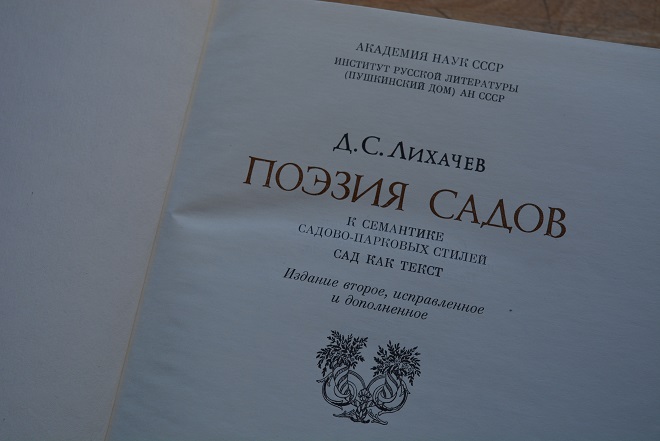 АКАДЕМИЯ НАУК СССР
ИНСТИТУТ РУССКОЙ ЛИТЕРАТУРЫ
(ПУШКИНСКИЙ ДОМ) АН СССР
Д.С.ЛИХАЧЕВ
ПОЭЗИЯ САДОВ
К СЕМАНТИКЕ
САДОВО-ПАРКОВЫХ СТИЛЕЙ
САД КАК ТЕКСТ
Издание второе, исправленное
и дополненное